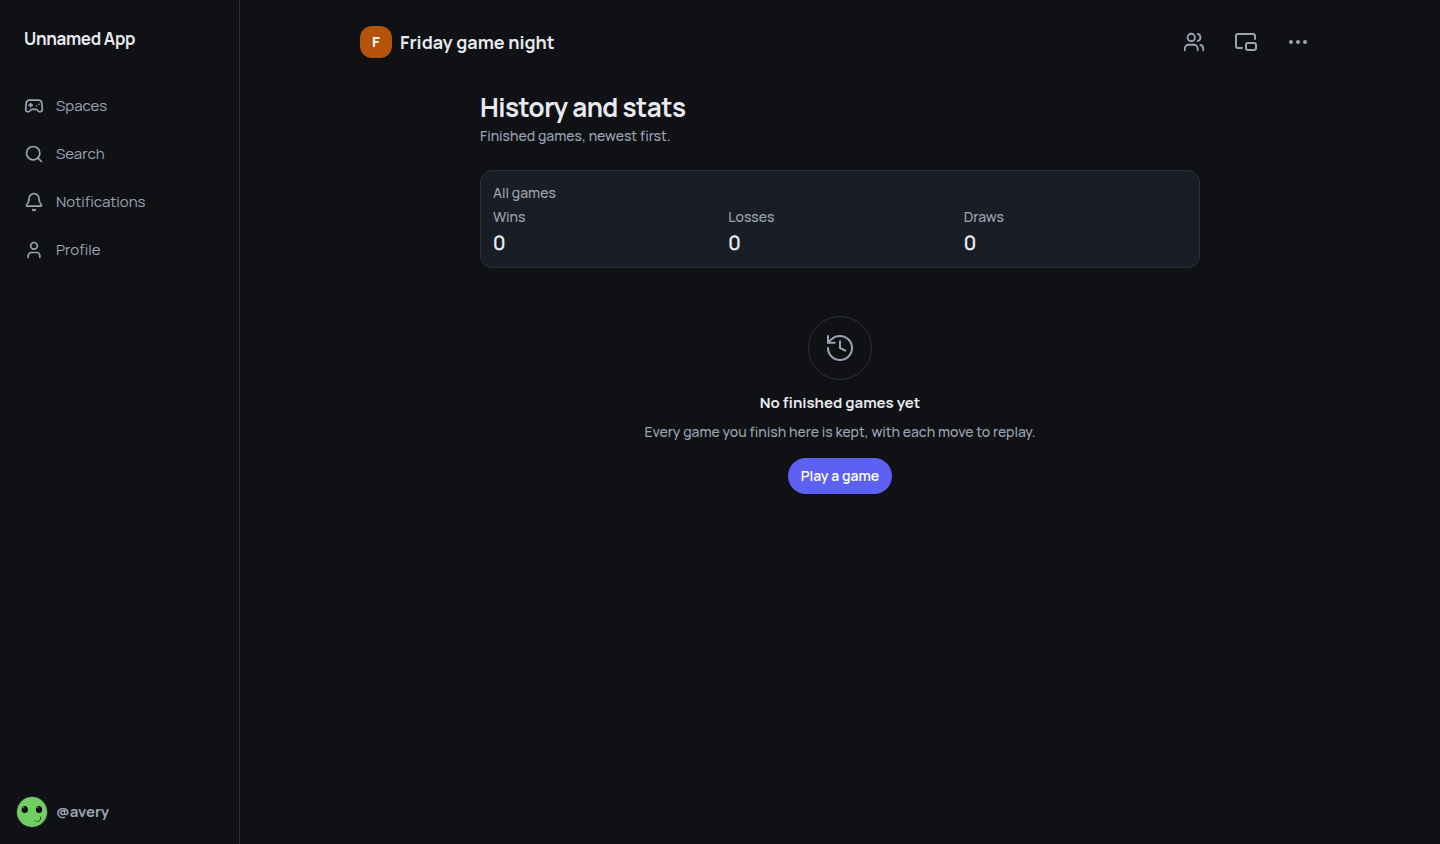 Unnamed App
Spaces
Search
Notifications
Profile
@avery
F
Friday game night
History and stats
Finished games, newest first.
All games
Wins
Losses
Draws
0
0
0
No finished games yet
Every game you finish here is kept, with each move to replay.
Play a game